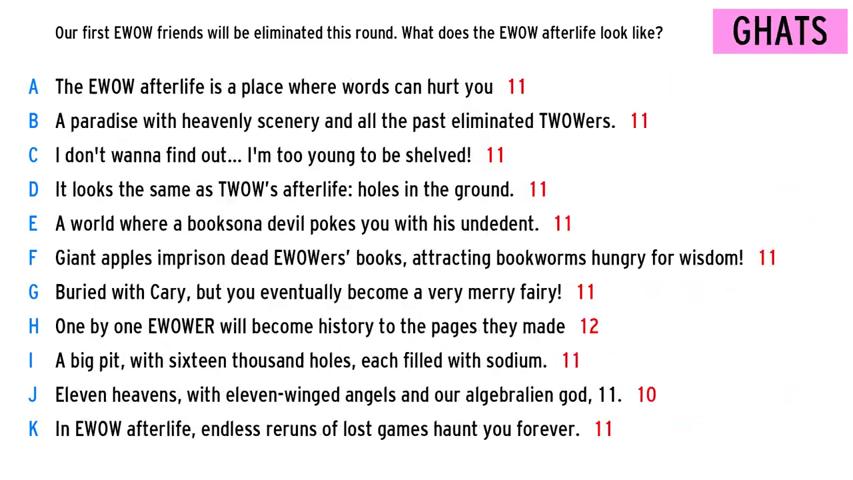 Our first EWOW friends will be eliminated this round. What does the EWOW afterlife look like?
GHATS
A The EWOW afterlife is a place where words can hurt you 11
B A paradise with heavenly scenery and all the past eliminated TWOWers. 11
C I don't wanna find out... I'm too young to be shelved! 11
D It looks the same as TWOW's afterlife: holes in the ground. 11
E A world where a booksona devil pokes you with his undedent. 11
F Giant apples imprison dead EWOWers' books, attracting bookworms hungry for wisdom! 11
G Buried with Cary, but you eventually become a very merry fairy! 11
H One by one EWOWER will become history to the pages they made 12
I A big pit, with sixteen thousand holes, each filled with sodium. 11
J Eleven heavens, with eleven-winged angels and our algebralien god, 11. 10
K In EWOW afterlife, endless reruns of lost games haunt you forever. 11